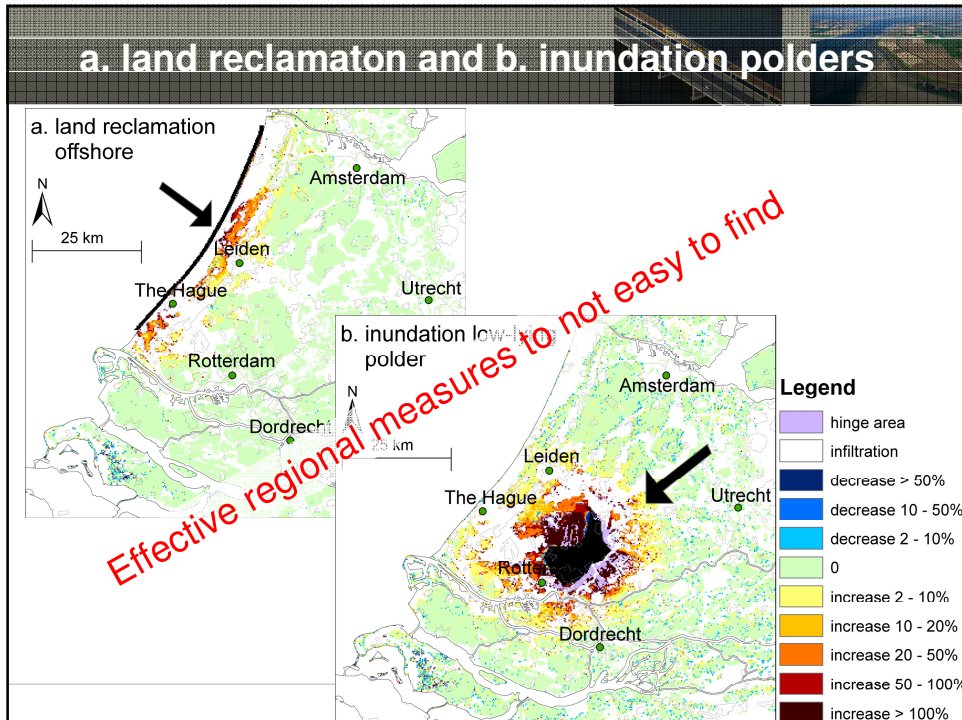 a. land reclamaton and b. inundation polders
a. land reclamation
offshore
N
25 km
Amsterdam
Leiden
The Hague
Utrecht
Rotterdam
Dordrecht
Effective regional measures to not easy to find
b. inundation low-lying
polder
N
25 km
Amsterdam
Leiden
The Hague
Utrecht
Dordrecht
Legend
hinge area
infiltration
decrease > 50%
decrease 10 - 50%
decrease 2 - 10%
0
increase 2 - 10%
increase 10 - 20%
increase 20 - 50%
increase 50 - 100%
increase > 100%